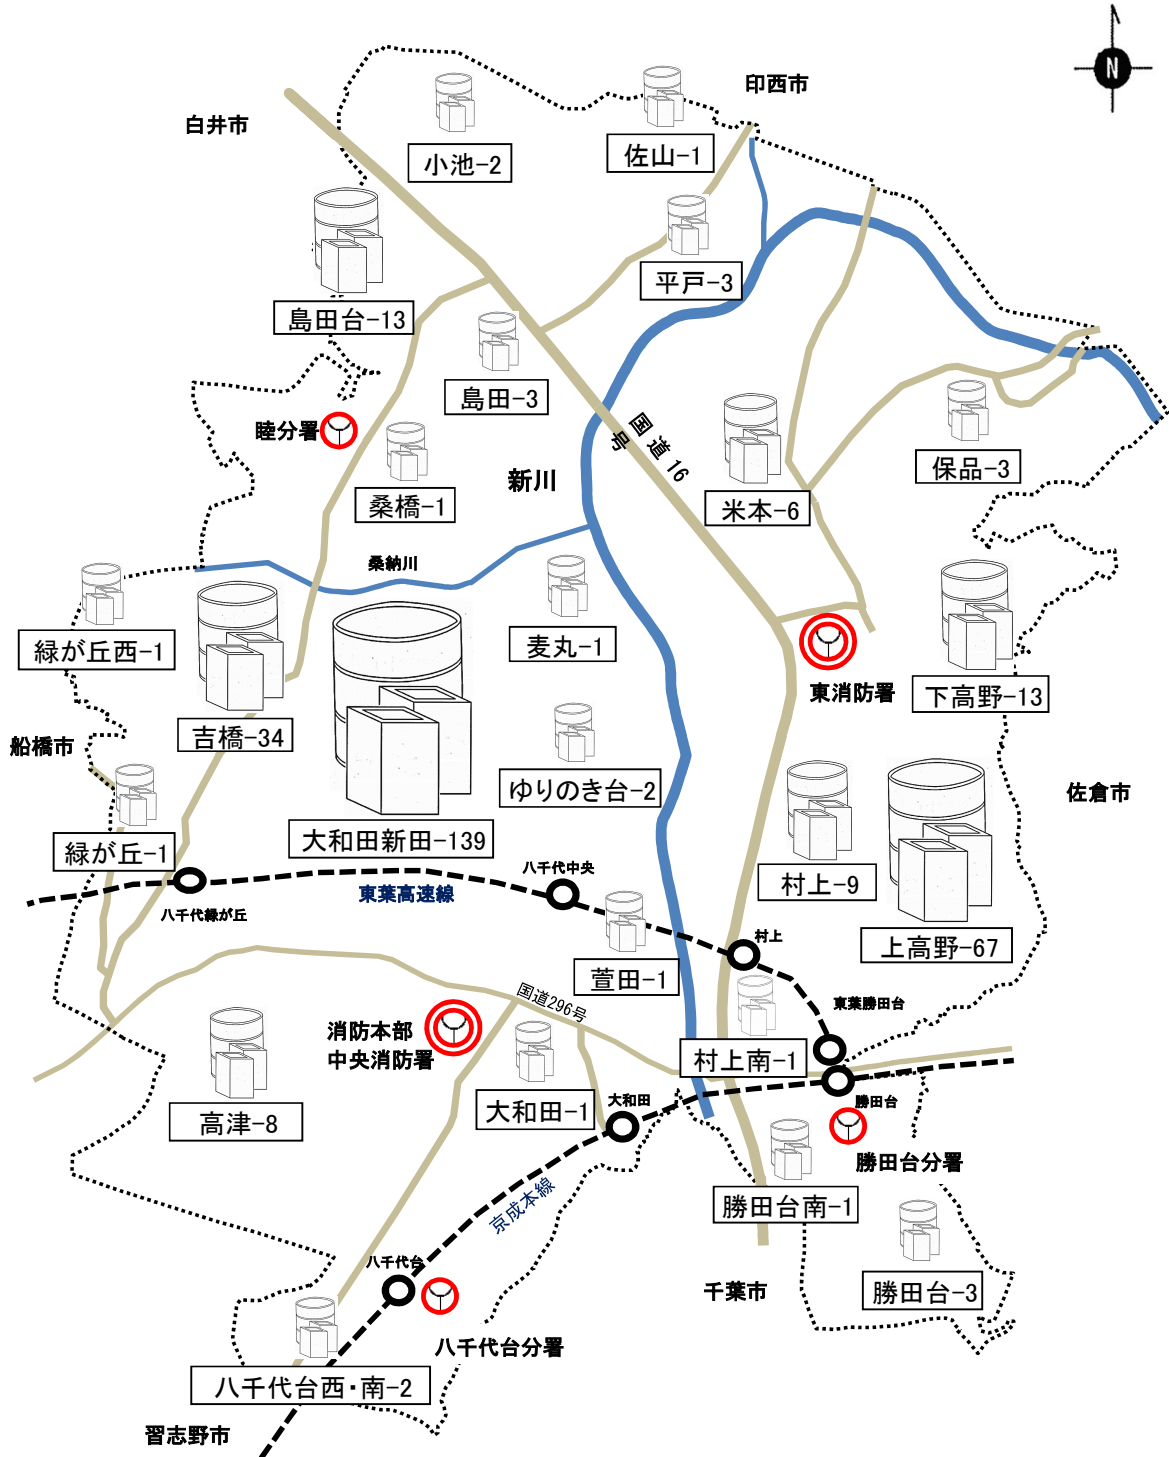 N
印西市
白井市
小池-2
佐山-1
平戸-3
島田台-13
島田-3
睦分署
国道16号
保品-3
新川
桑橋-1
米本-6
桑納川
緑が丘西-1
麦丸-1
東消防署
下高野-13
吉橋-34
船橋市
ゆりのき台-2
佐倉市
大和田新田-139
緑が丘-1
村上-9
八千代中央
東葉高速線
八千代緑が丘
村上
上高野-67
萱田-1
国道296号
東葉勝田台
消防本部
中央消防署
村上南-1
高津-8
大和田-1
大和田
勝田台
勝田台分署
京成本線
勝田台南-1
八千代台
千葉市
勝田台-3
八千代台分署
八千代台西・南-2
習志野市